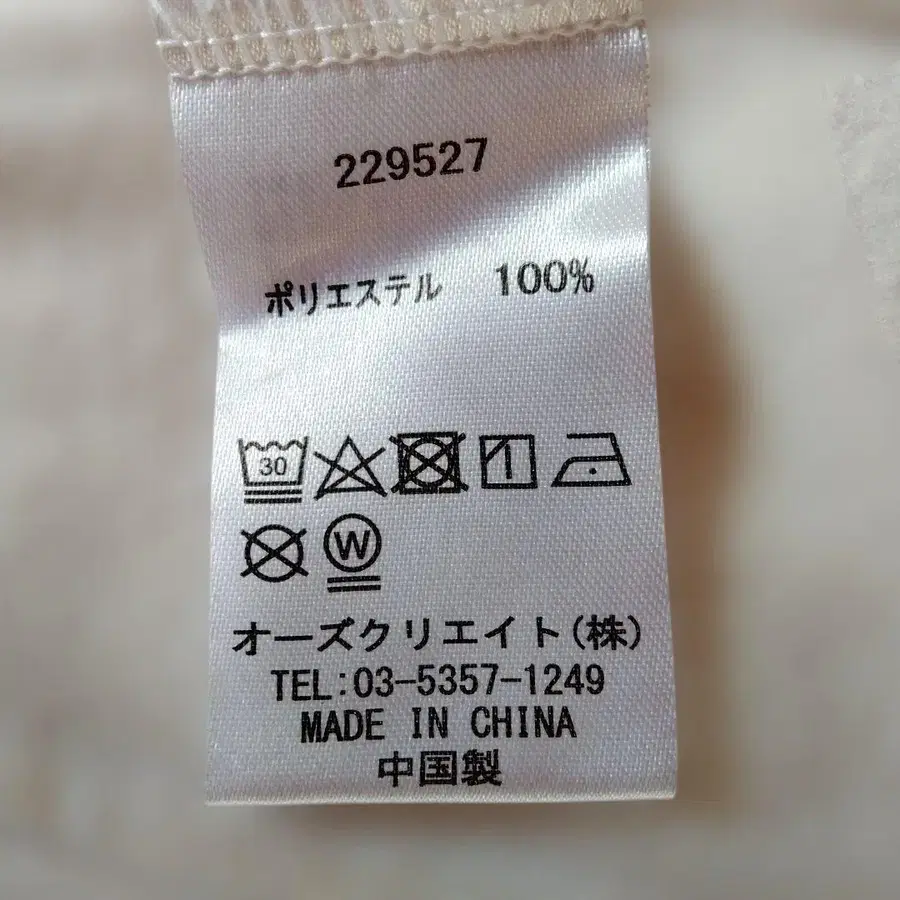 229527
ポリエステル 100%
30
W
オーズクリエイト(株)
TEL:03-5357-1249
MADE IN CHINA
中国製